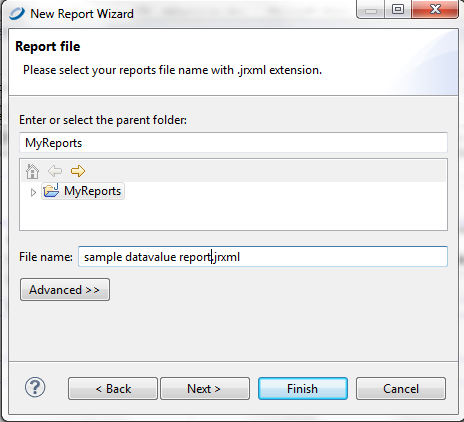 New Report Wizard
Report file
Please select your reports file name with .jrxml extension.
Enter or select the parent folder:
MyReports
MyReports
File name: sample datavalue report.jrxml
Advanced >>
? < Back Next > Finish Cancel